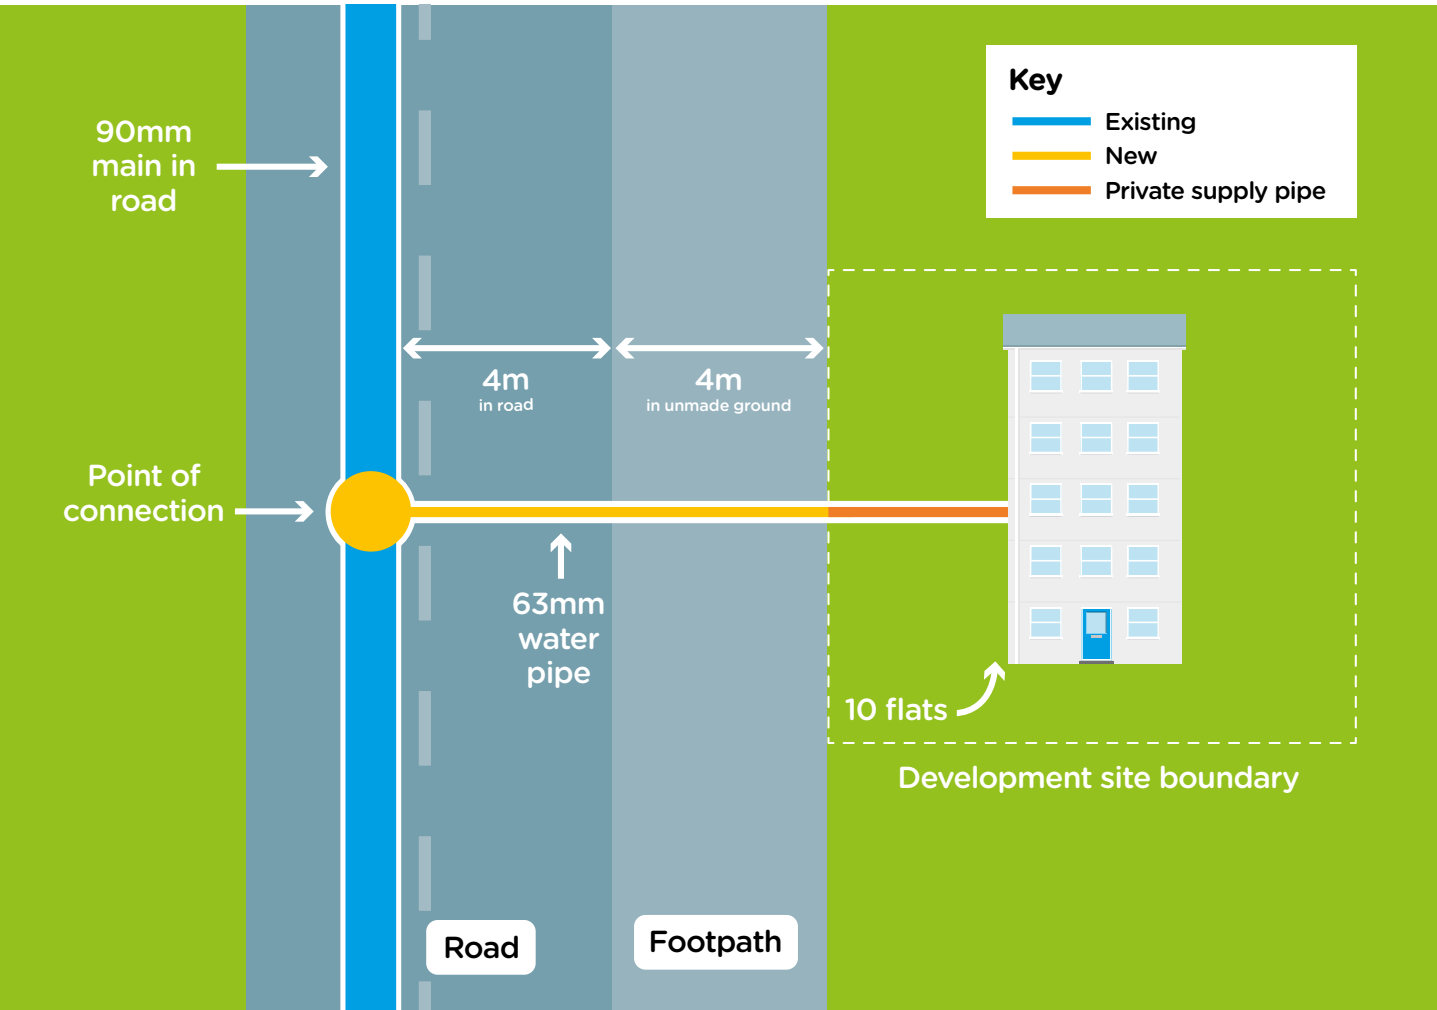 Key
Existing
New
Private supply pipe
90mm
main in
road
4m
in road
4m
in unmade ground
Point of
connection
63mm
water
pipe
10 flats
Development site boundary
Road
Footpath